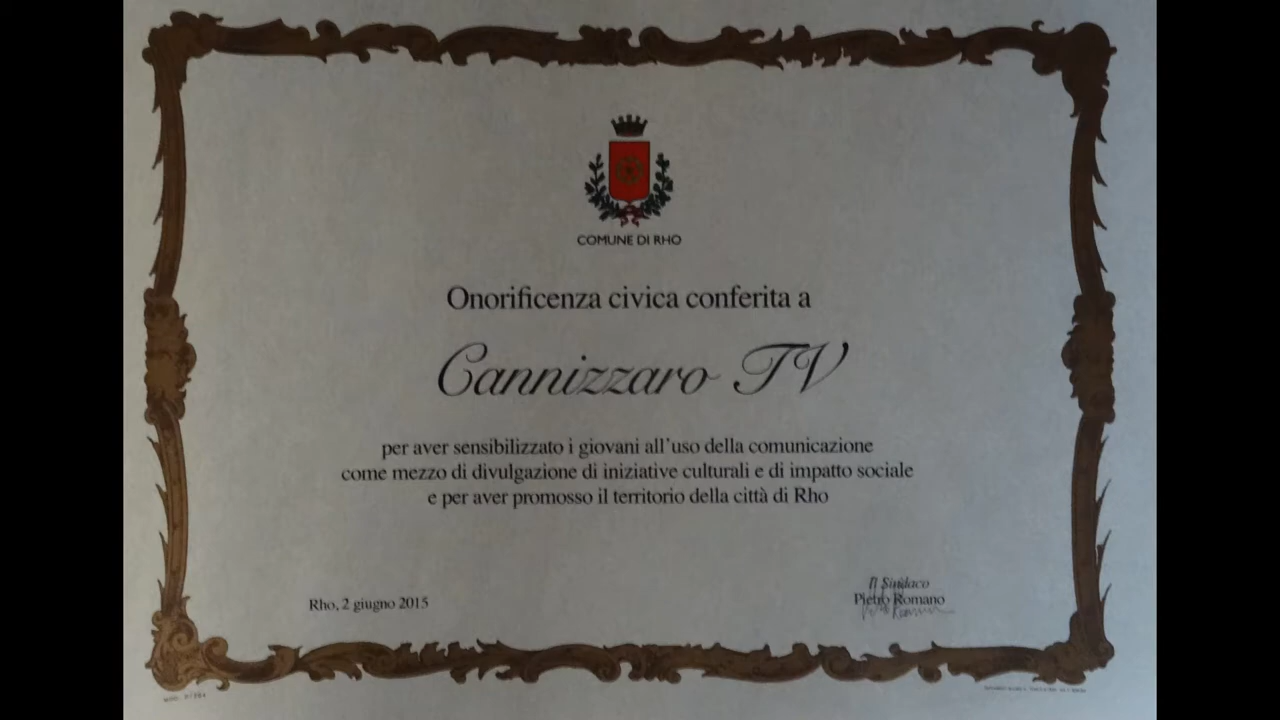 COMUNE DI RHO
Onorificenza civica conferita a
Cannizzaro TV
per aver sensibilizzato i giovani all'uso della comunicazione
come mezzo di divulgazione di iniziative culturali e di impatto sociale
e per aver promosso il territorio della città di Rho
Il Sindaco
Rho, 2 giugno 2015
Pietro Romano